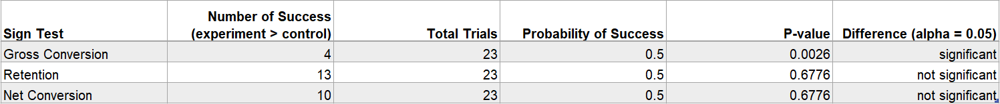 Sign Test Number of Success (experiment > control) Total Trials Probability of Success P-value Difference (alpha = 0.05)
Gross Conversion 4 23 0.5 0.0026 significant
Retention 13 23 0.5 0.6776 not significant
Net Conversion 10 23 0.5 0.6776 not significant